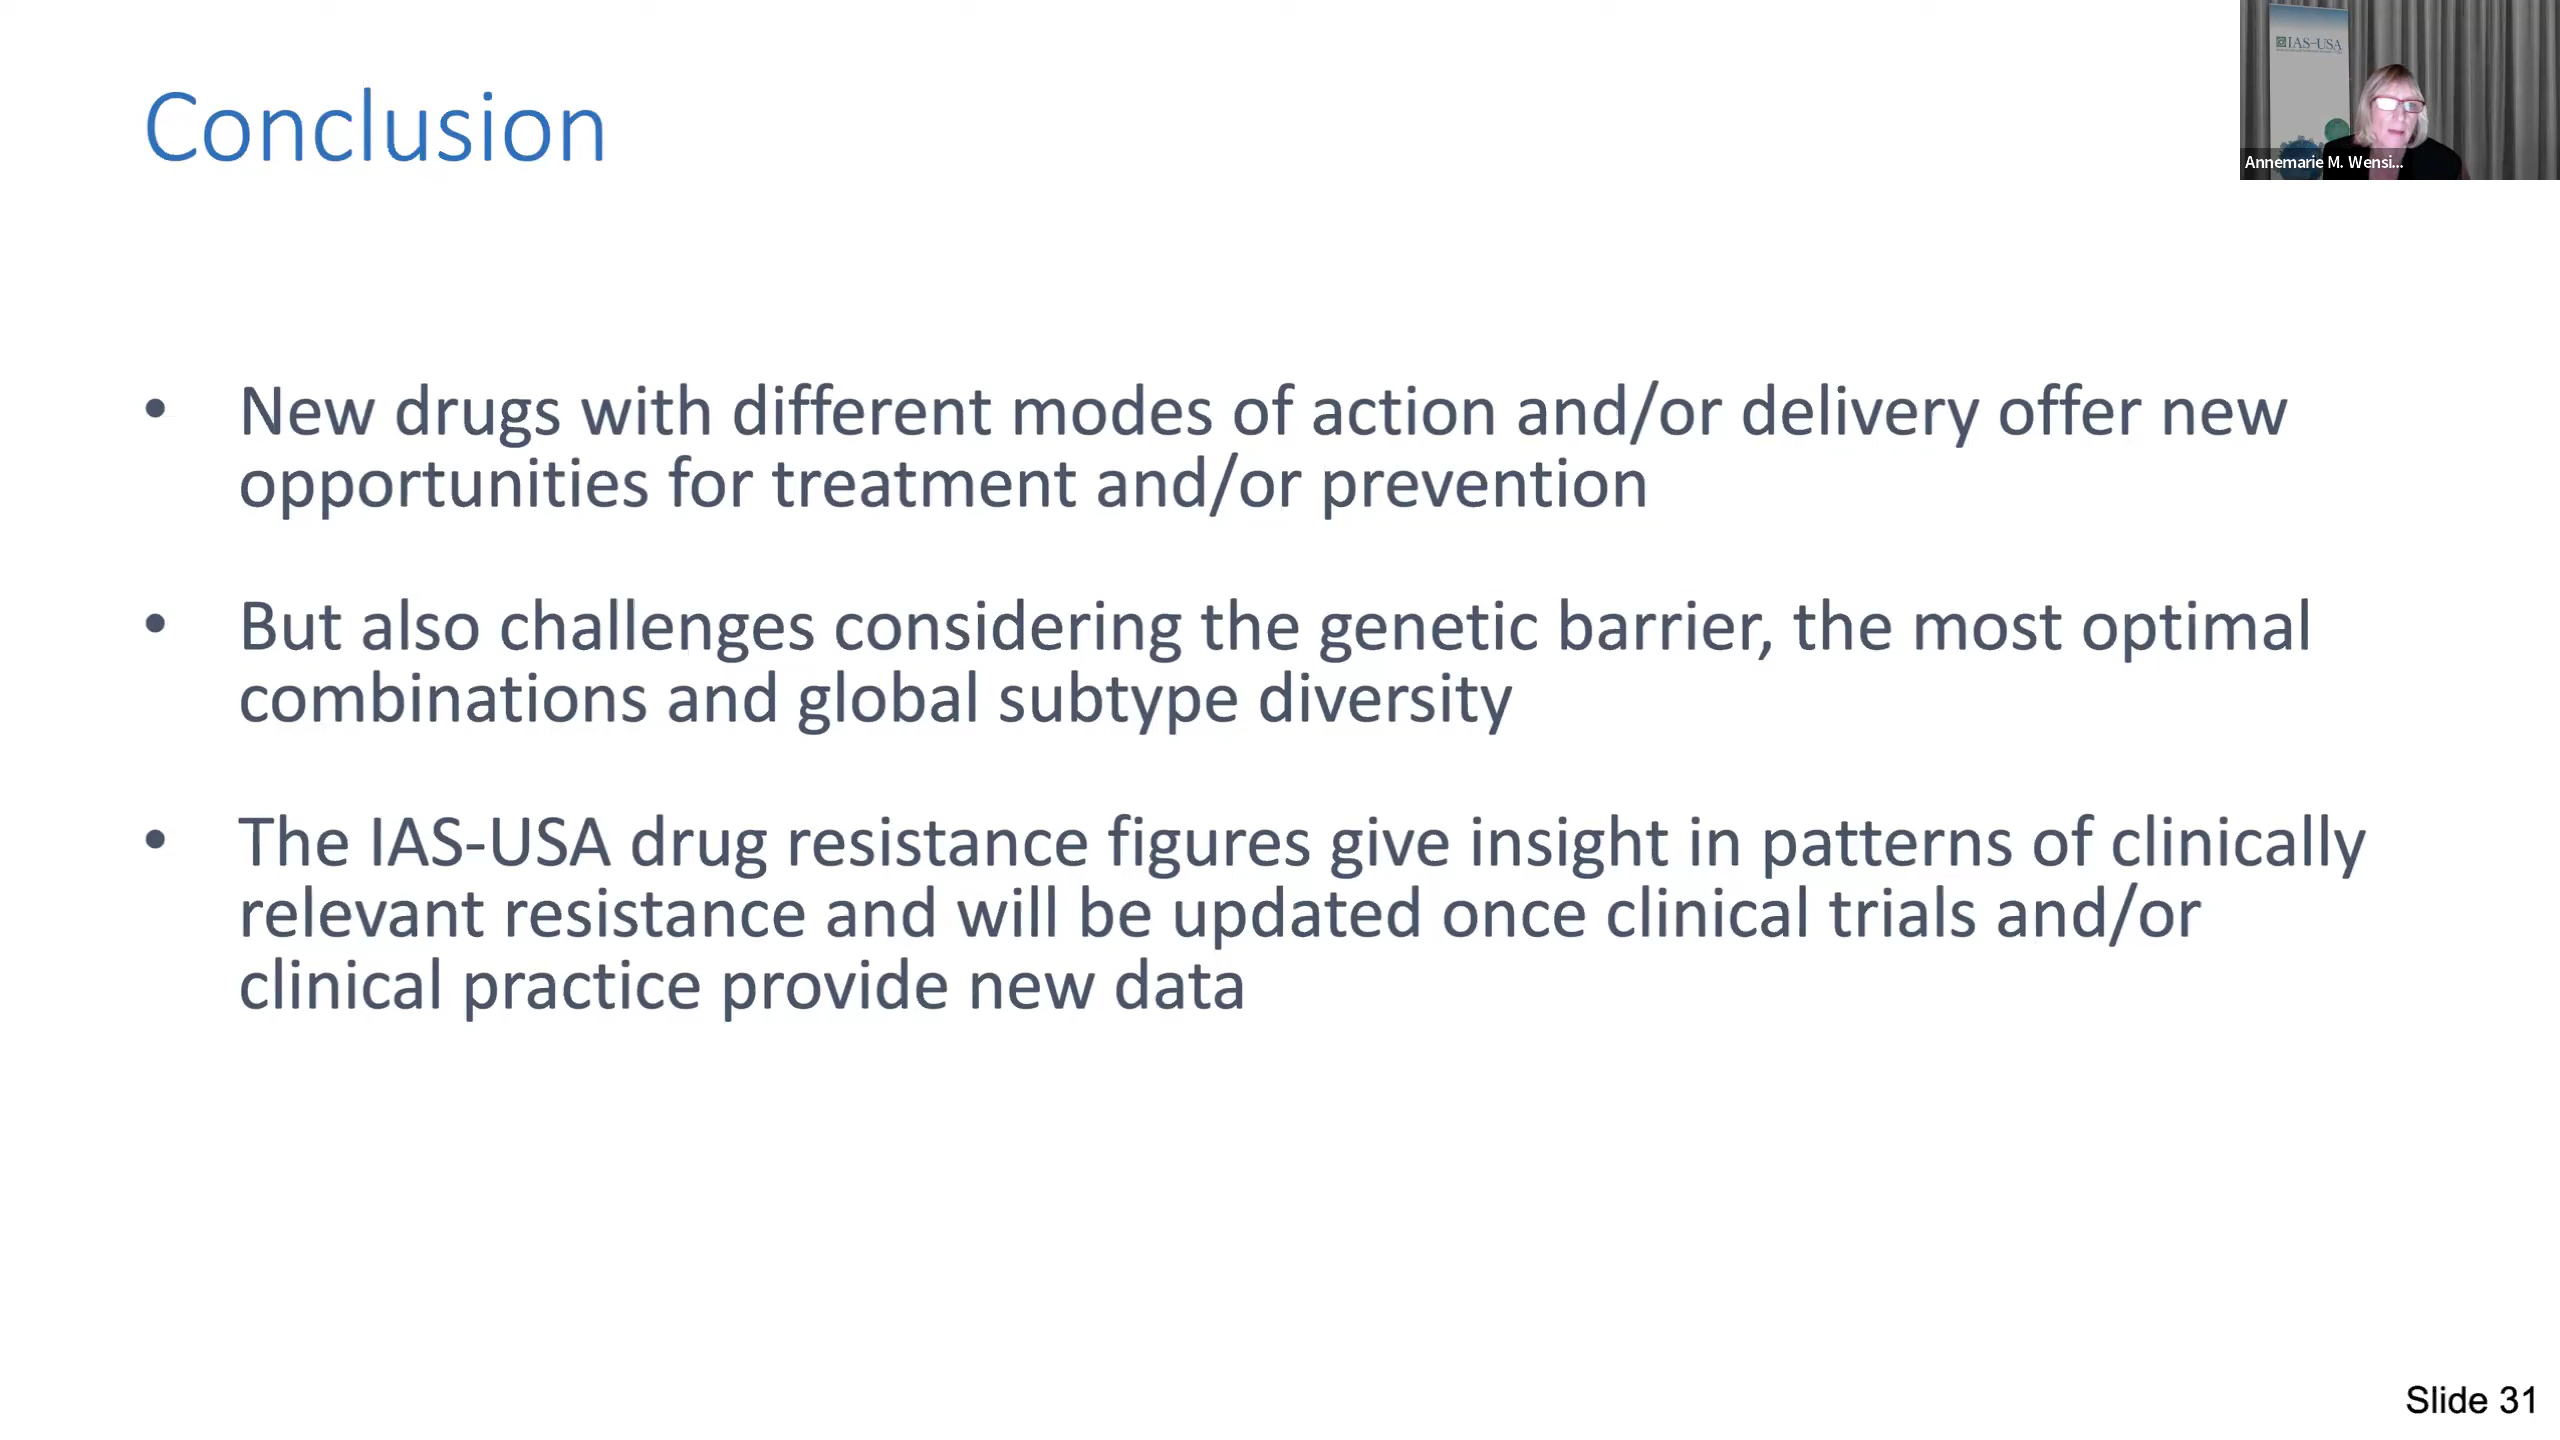 Conclusion
IAS-USA
Annemarie M. Wensi...
• New drugs with different modes of action and/or delivery offer new
opportunities for treatment and/or prevention
• But also challenges considering the genetic barrier, the most optimal
combinations and global subtype diversity
• The IAS-USA drug resistance figures give insight in patterns of clinically
relevant resistance and will be updated once clinical trials and/or
clinical practice provide new data
Slide 31